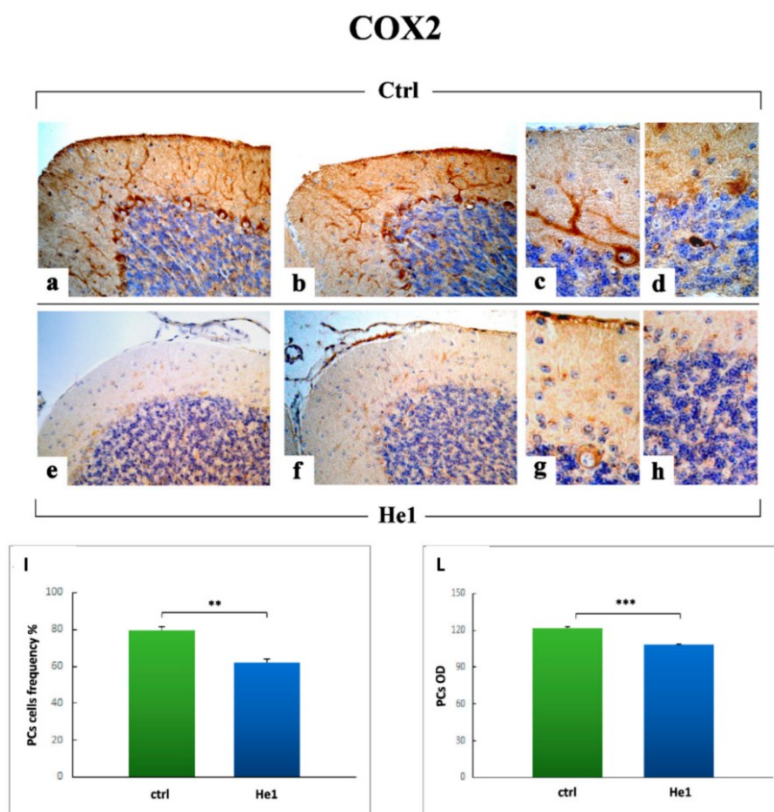 COX2
Ctrl
a b c d
e f g h
He1
I
PCs cells frequency %
100
80
60
40
20
0
**
ctrl He1
L
PCs OD
150
120
90
60
30
0
***
ctrl He1